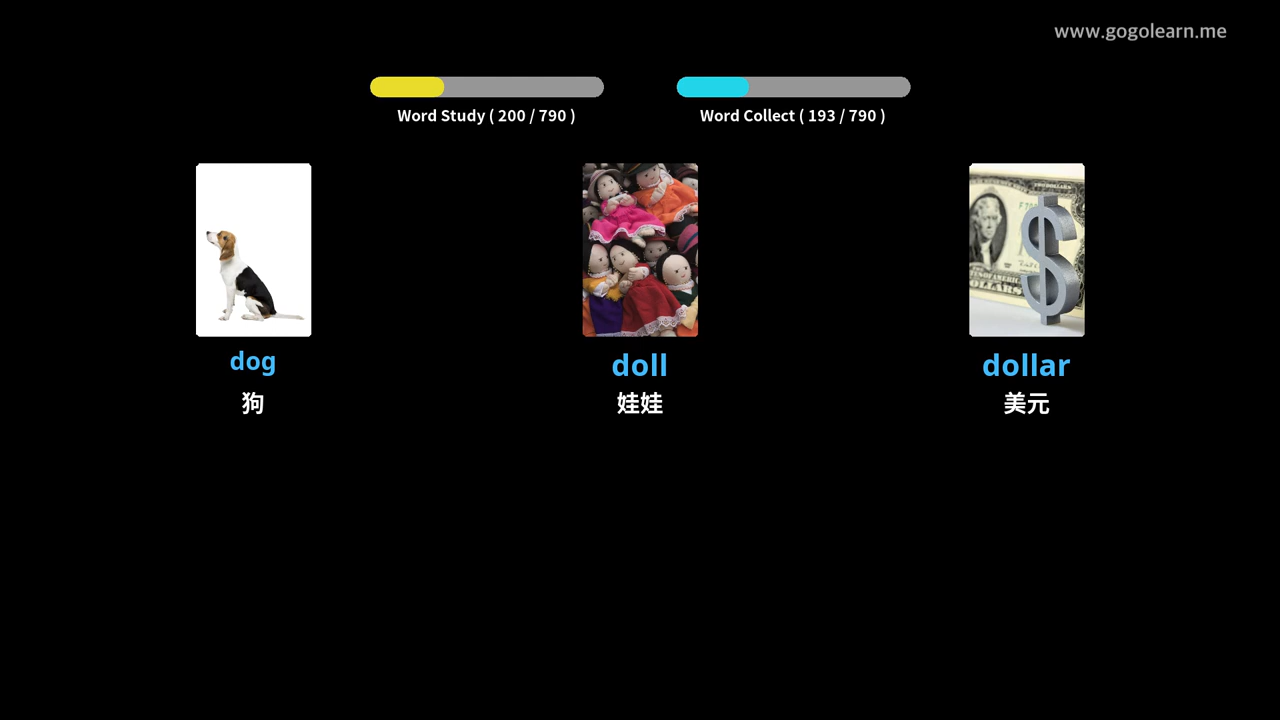 www.gogolearn.me
Word Study ( 200 / 790 )
Word Collect ( 193 / 790 )
dog
狗
doll
娃娃
dollar
美元